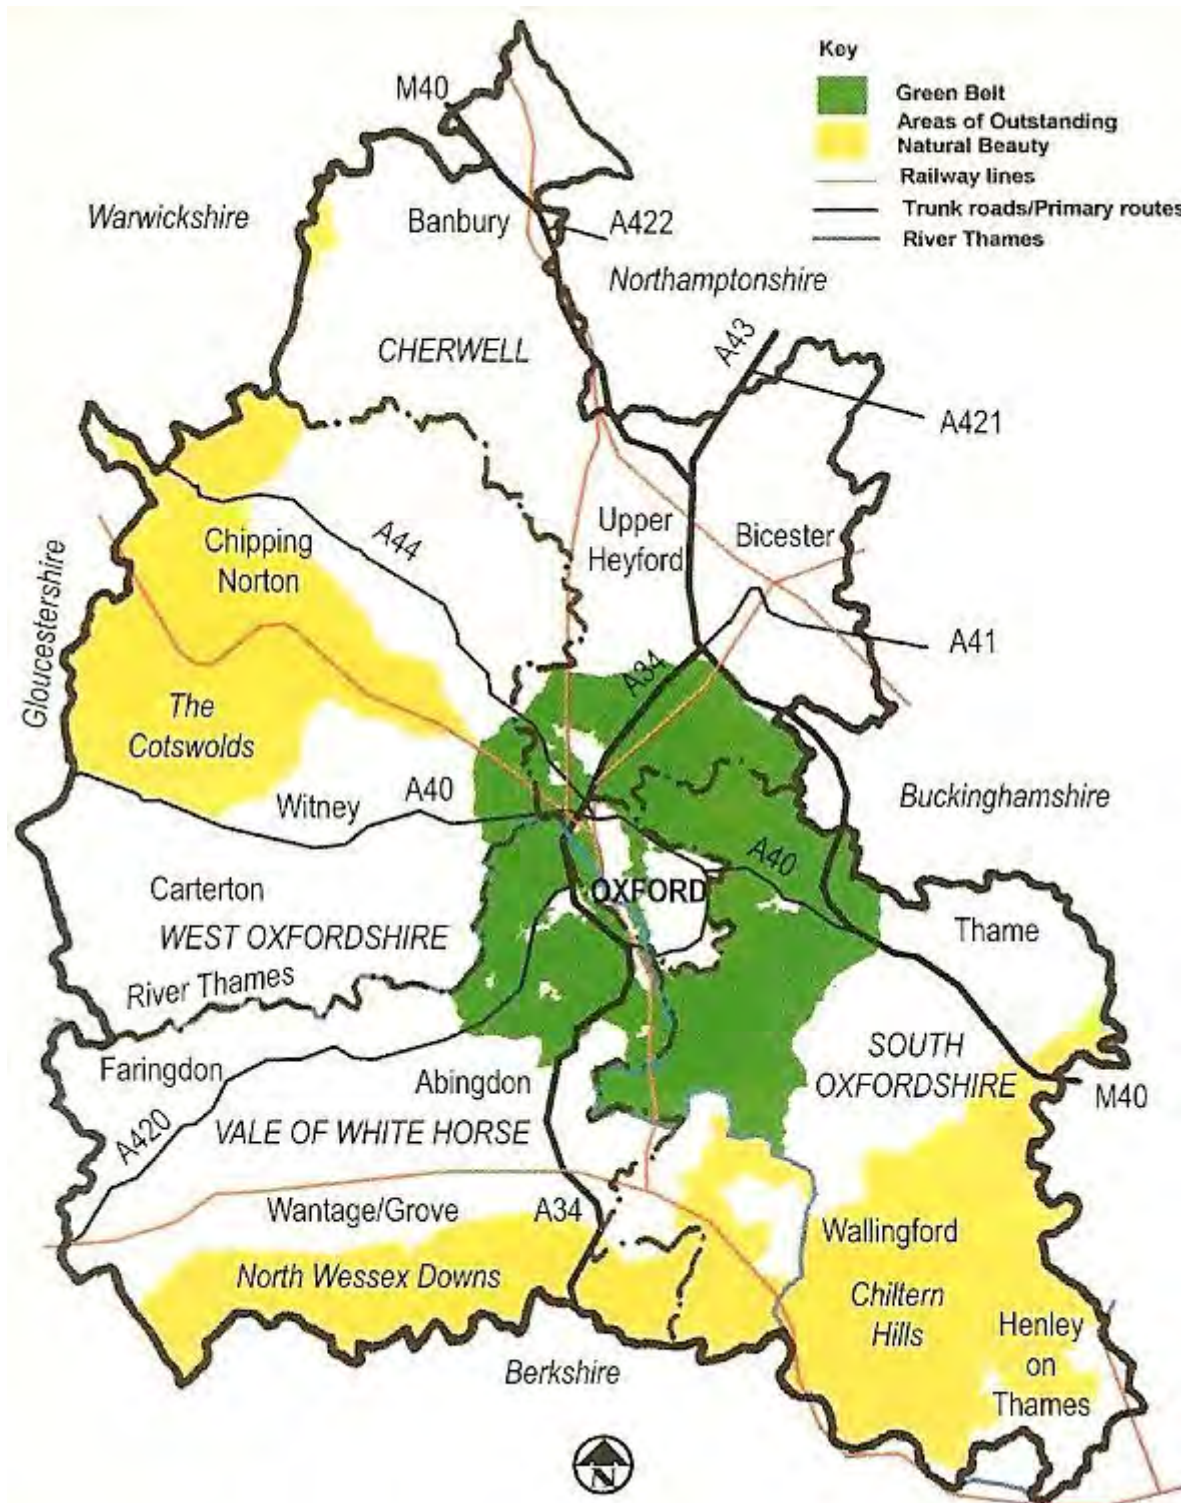 Key
Green Belt
Areas of Outstanding
Natural Beauty
Railway lines
Trunk roads/Primary routes
River Thames
M40
Warwickshire
Banbury
A422
Northamptonshire
CHERWELL
A43
A421
Upper
Heyford
Bicester
A44
Chipping
Norton
Gloucestershire
A41
A34
The
Cotswolds
Witney
A40
Buckinghamshire
A40
Carterton
OXFORD
WEST OXFORDSHIRE
Thame
River Thames
SOUTH
OXFORDSHIRE
Faringdon
Abingdon
M40
A420
VALE OF WHITE HORSE
Wantage/Grove
A34
Wallingford
North Wessex Downs
Chiltern
Hills
Henley
on
Thames
Berkshire
N